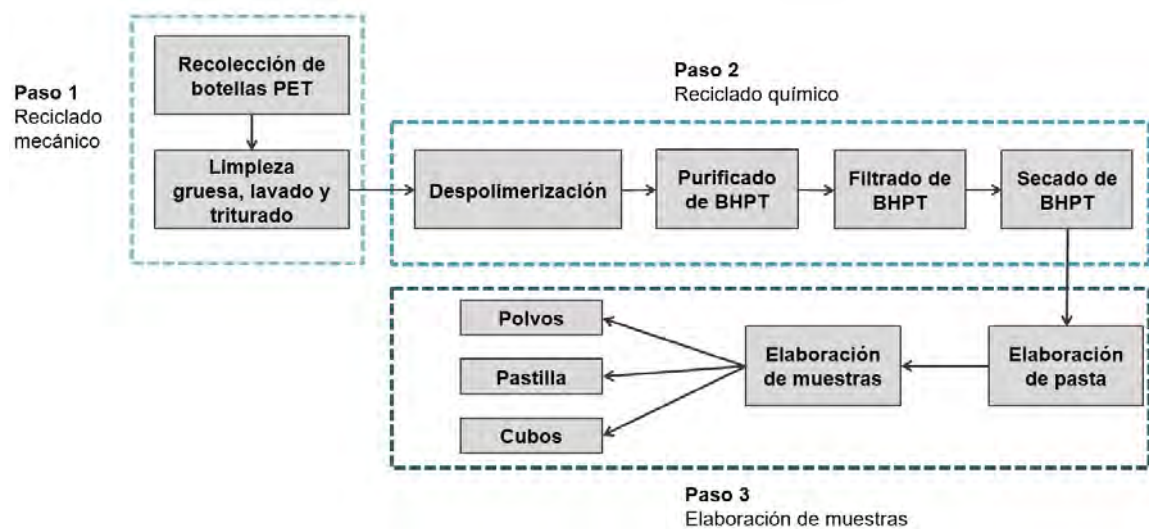 Paso 1
Reciclado
mecánico
Recolección de
botellas PET
Limpieza
gruesa, lavado y
triturado
Paso 2
Reciclado químico
Despolimerización
Purificado
de BHPT
Filtrado de
BHPT
Secado de
BHPT
Polvos
Pastilla
Cubos
Elaboración
de muestras
Elaboración
de pasta
Paso 3
Elaboración de muestras